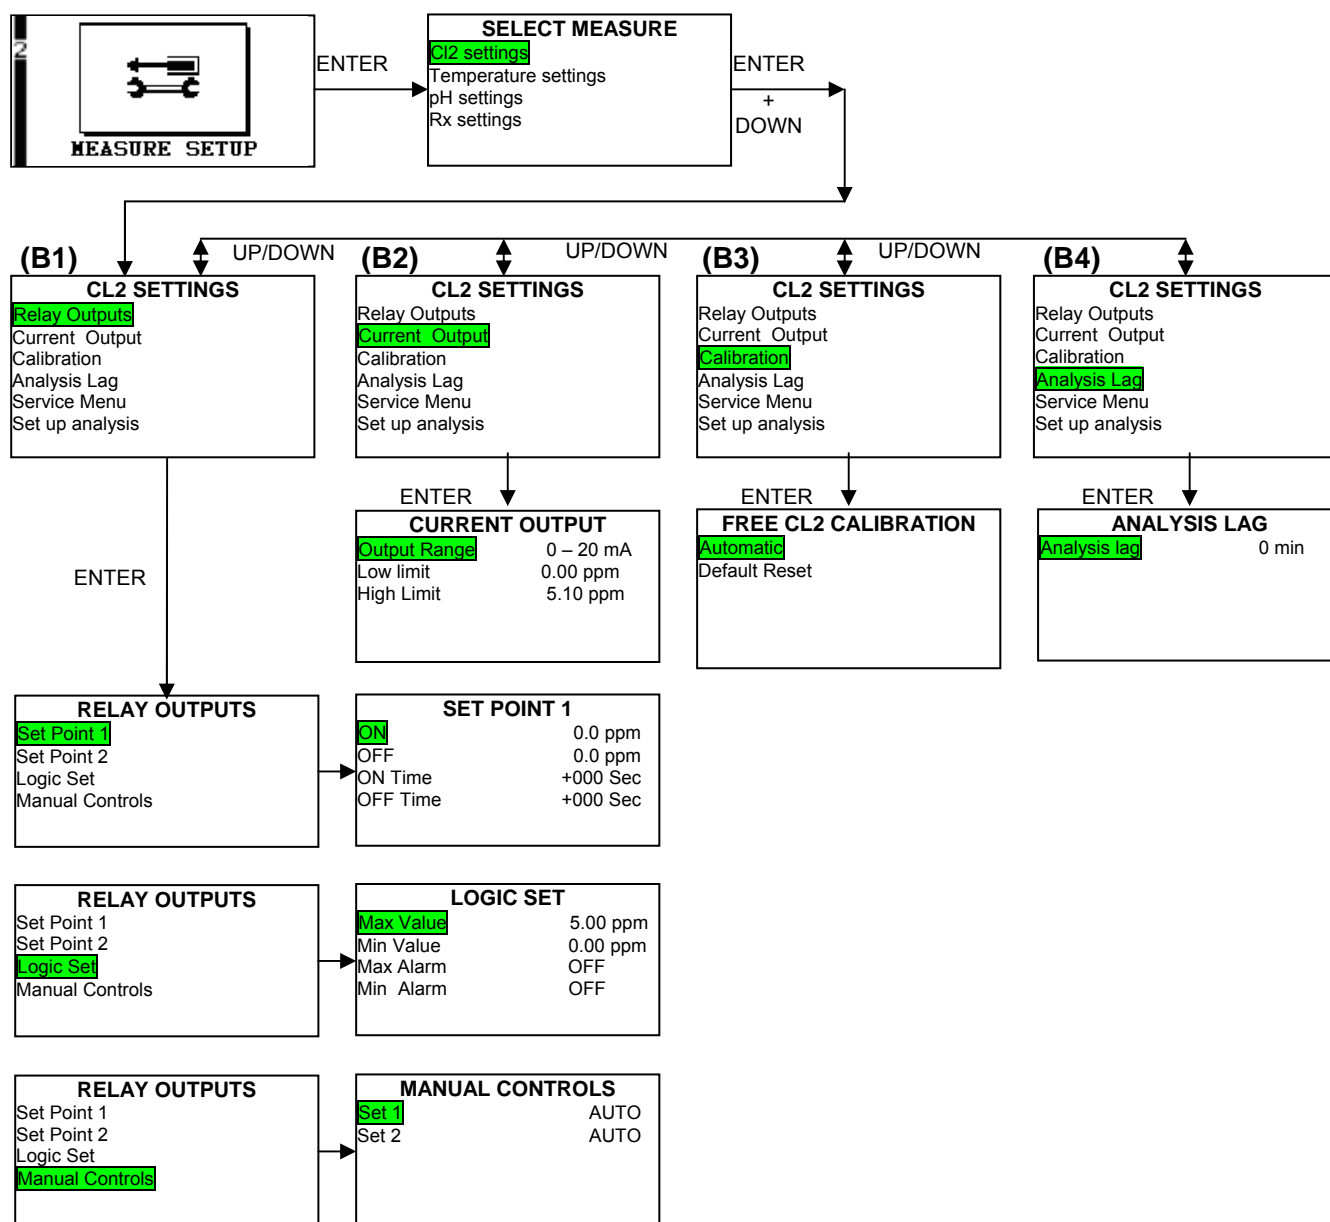 2
MEASURE SETUP
ENTER
SELECT MEASURE
Cl2 settings
Temperature settings
pH settings
Rx settings
ENTER
+
DOWN
(B1)
UP/DOWN
(B2)
UP/DOWN
(B3)
UP/DOWN
(B4)
CL2 SETTINGS
Relay Outputs
Current Output
Calibration
Analysis Lag
Service Menu
Set up analysis
CL2 SETTINGS
Relay Outputs
Current Output
Calibration
Analysis Lag
Service Menu
Set up analysis
CL2 SETTINGS
Relay Outputs
Current Output
Calibration
Analysis Lag
Service Menu
Set up analysis
CL2 SETTINGS
Relay Outputs
Current Output
Calibration
Analysis Lag
Service Menu
Set up analysis
ENTER
ENTER
ENTER
ENTER
CURRENT OUTPUT
Output Range 0 – 20 mA
Low limit 0.00 ppm
High Limit 5.10 ppm
FREE CL2 CALIBRATION
Automatic
Default Reset
ANALYSIS LAG
Analysis lag 0 min
RELAY OUTPUTS
Set Point 1
Set Point 2
Logic Set
Manual Controls
SET POINT 1
ON 0.0 ppm
OFF 0.0 ppm
ON Time +000 Sec
OFF Time +000 Sec
RELAY OUTPUTS
Set Point 1
Set Point 2
Logic Set
Manual Controls
LOGIC SET
Max Value 5.00 ppm
Min Value 0.00 ppm
Max Alarm OFF
Min Alarm OFF
RELAY OUTPUTS
Set Point 1
Set Point 2
Logic Set
Manual Controls
MANUAL CONTROLS
Set 1 AUTO
Set 2 AUTO